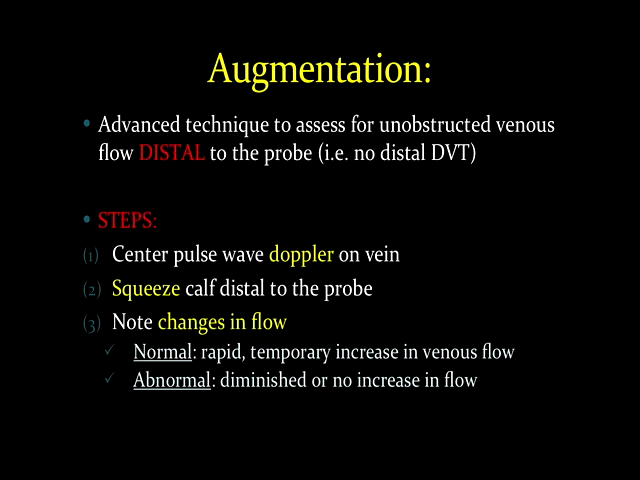 Augmentation:
• Advanced technique to assess for unobstructed venous
flow DISTAL to the probe (i.e. no distal DVT)
• STEPS:
(1) Center pulse wave doppler on vein
(2) Squeeze calf distal to the probe
(3) Note changes in flow
✓ Normal: rapid, temporary increase in venous flow
✓ Abnormal: diminished or no increase in flow